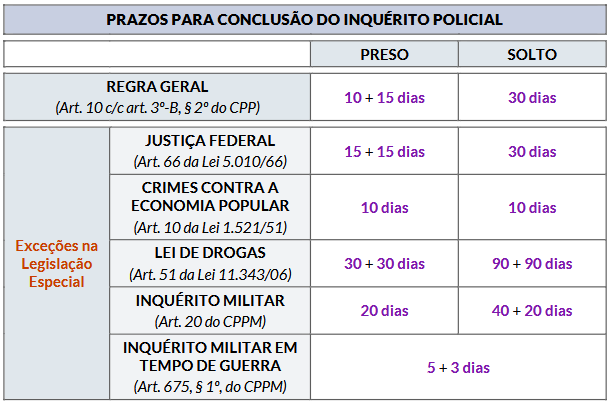 PRAZOS PARA CONCLUSÃO DO INQUÉRITO POLICIAL
PRESO SOLTO
REGRA GERAL
(Art. 10 c/c art. 3º-B, § 2º do CPP)
10 + 15 dias 30 dias
Exceções na
Legislação
Especial
JUSTIÇA FEDERAL
(Art. 66 da Lei 5.010/66)
15 + 15 dias 30 dias
CRIMES CONTRA A
ECONOMIA POPULAR
(Art. 10 da Lei 1.521/51)
10 dias 10 dias
LEI DE DROGAS
(Art. 51 da Lei 11.343/06)
30 + 30 dias 90 + 90 dias
INQUÉRITO MILITAR
(Art. 20 do CPPM)
20 dias 40 + 20 dias
INQUÉRITO MILITAR EM
TEMPO DE GUERRA
(Art. 675, § 1º, do CPPM)
5 + 3 dias